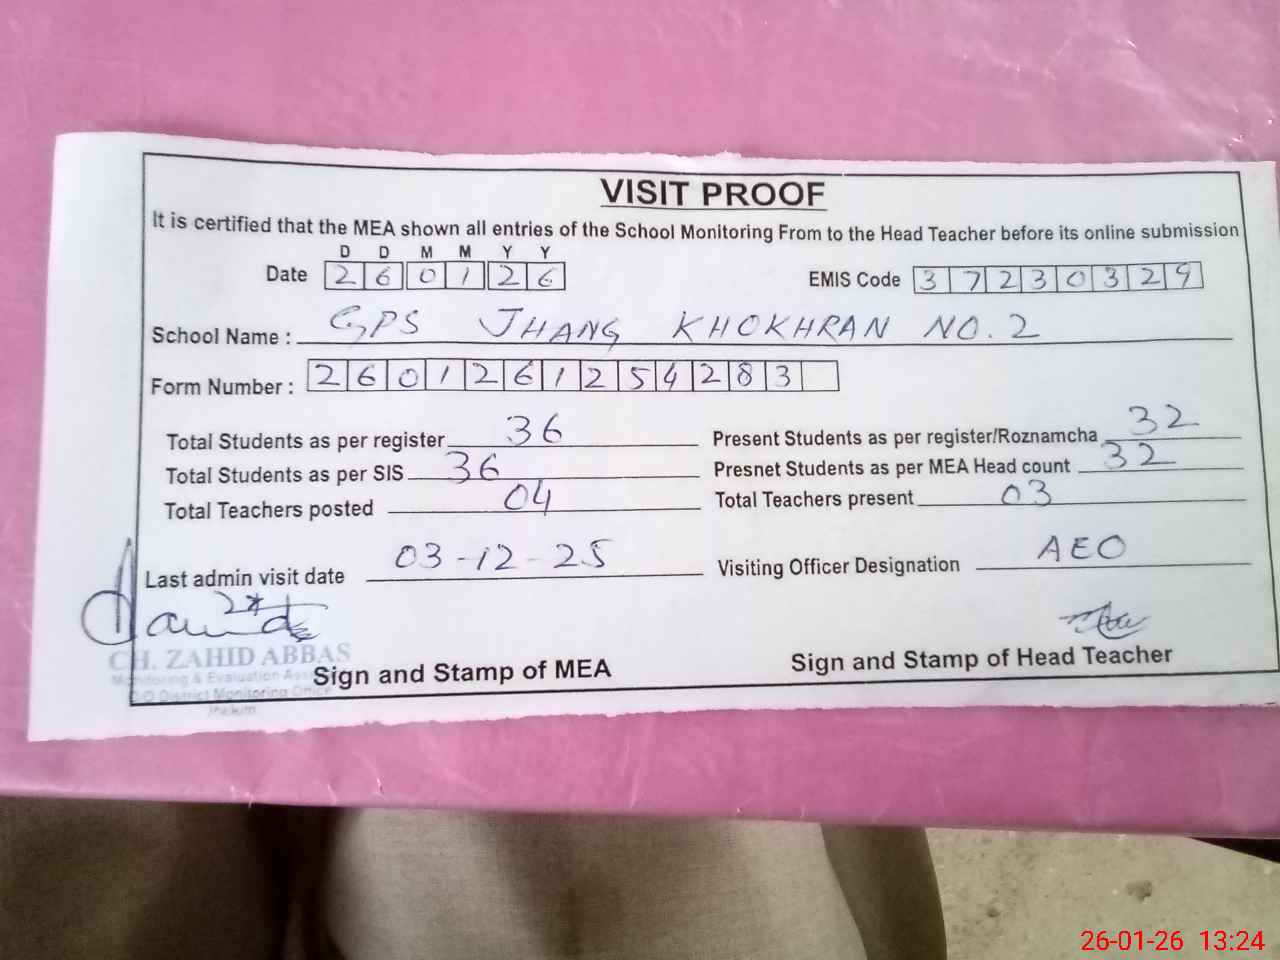 VISIT PROOF
It is certified that the MEA shown all entries of the School Monitoring From to the Head Teacher before its online submission
D D M M Y Y
Date 2 6 0 1 2 6 EMIS Code 3 7 2 3 0 3 2 9
School Name : GPS JHANG KHOKHRAN NO. 2
Form Number : 2 6 0 1 2 6 1 2 5 4 2 8 3
Total Students as per register 36 Present Students as per register/Roznamcha 32
Total Students as per SIS 36 Presnet Students as per MEA Head count 32
Total Teachers posted 04 Total Teachers present 03
Last admin visit date 03-12-25 Visiting Officer Designation AEO
CH. ZAHID ABBAS
Monitoring & Evaluation Sign and Stamp of MEA Sign and Stamp of Head Teacher
District Monitoring Office
Jhelum
26-01-26 13:24